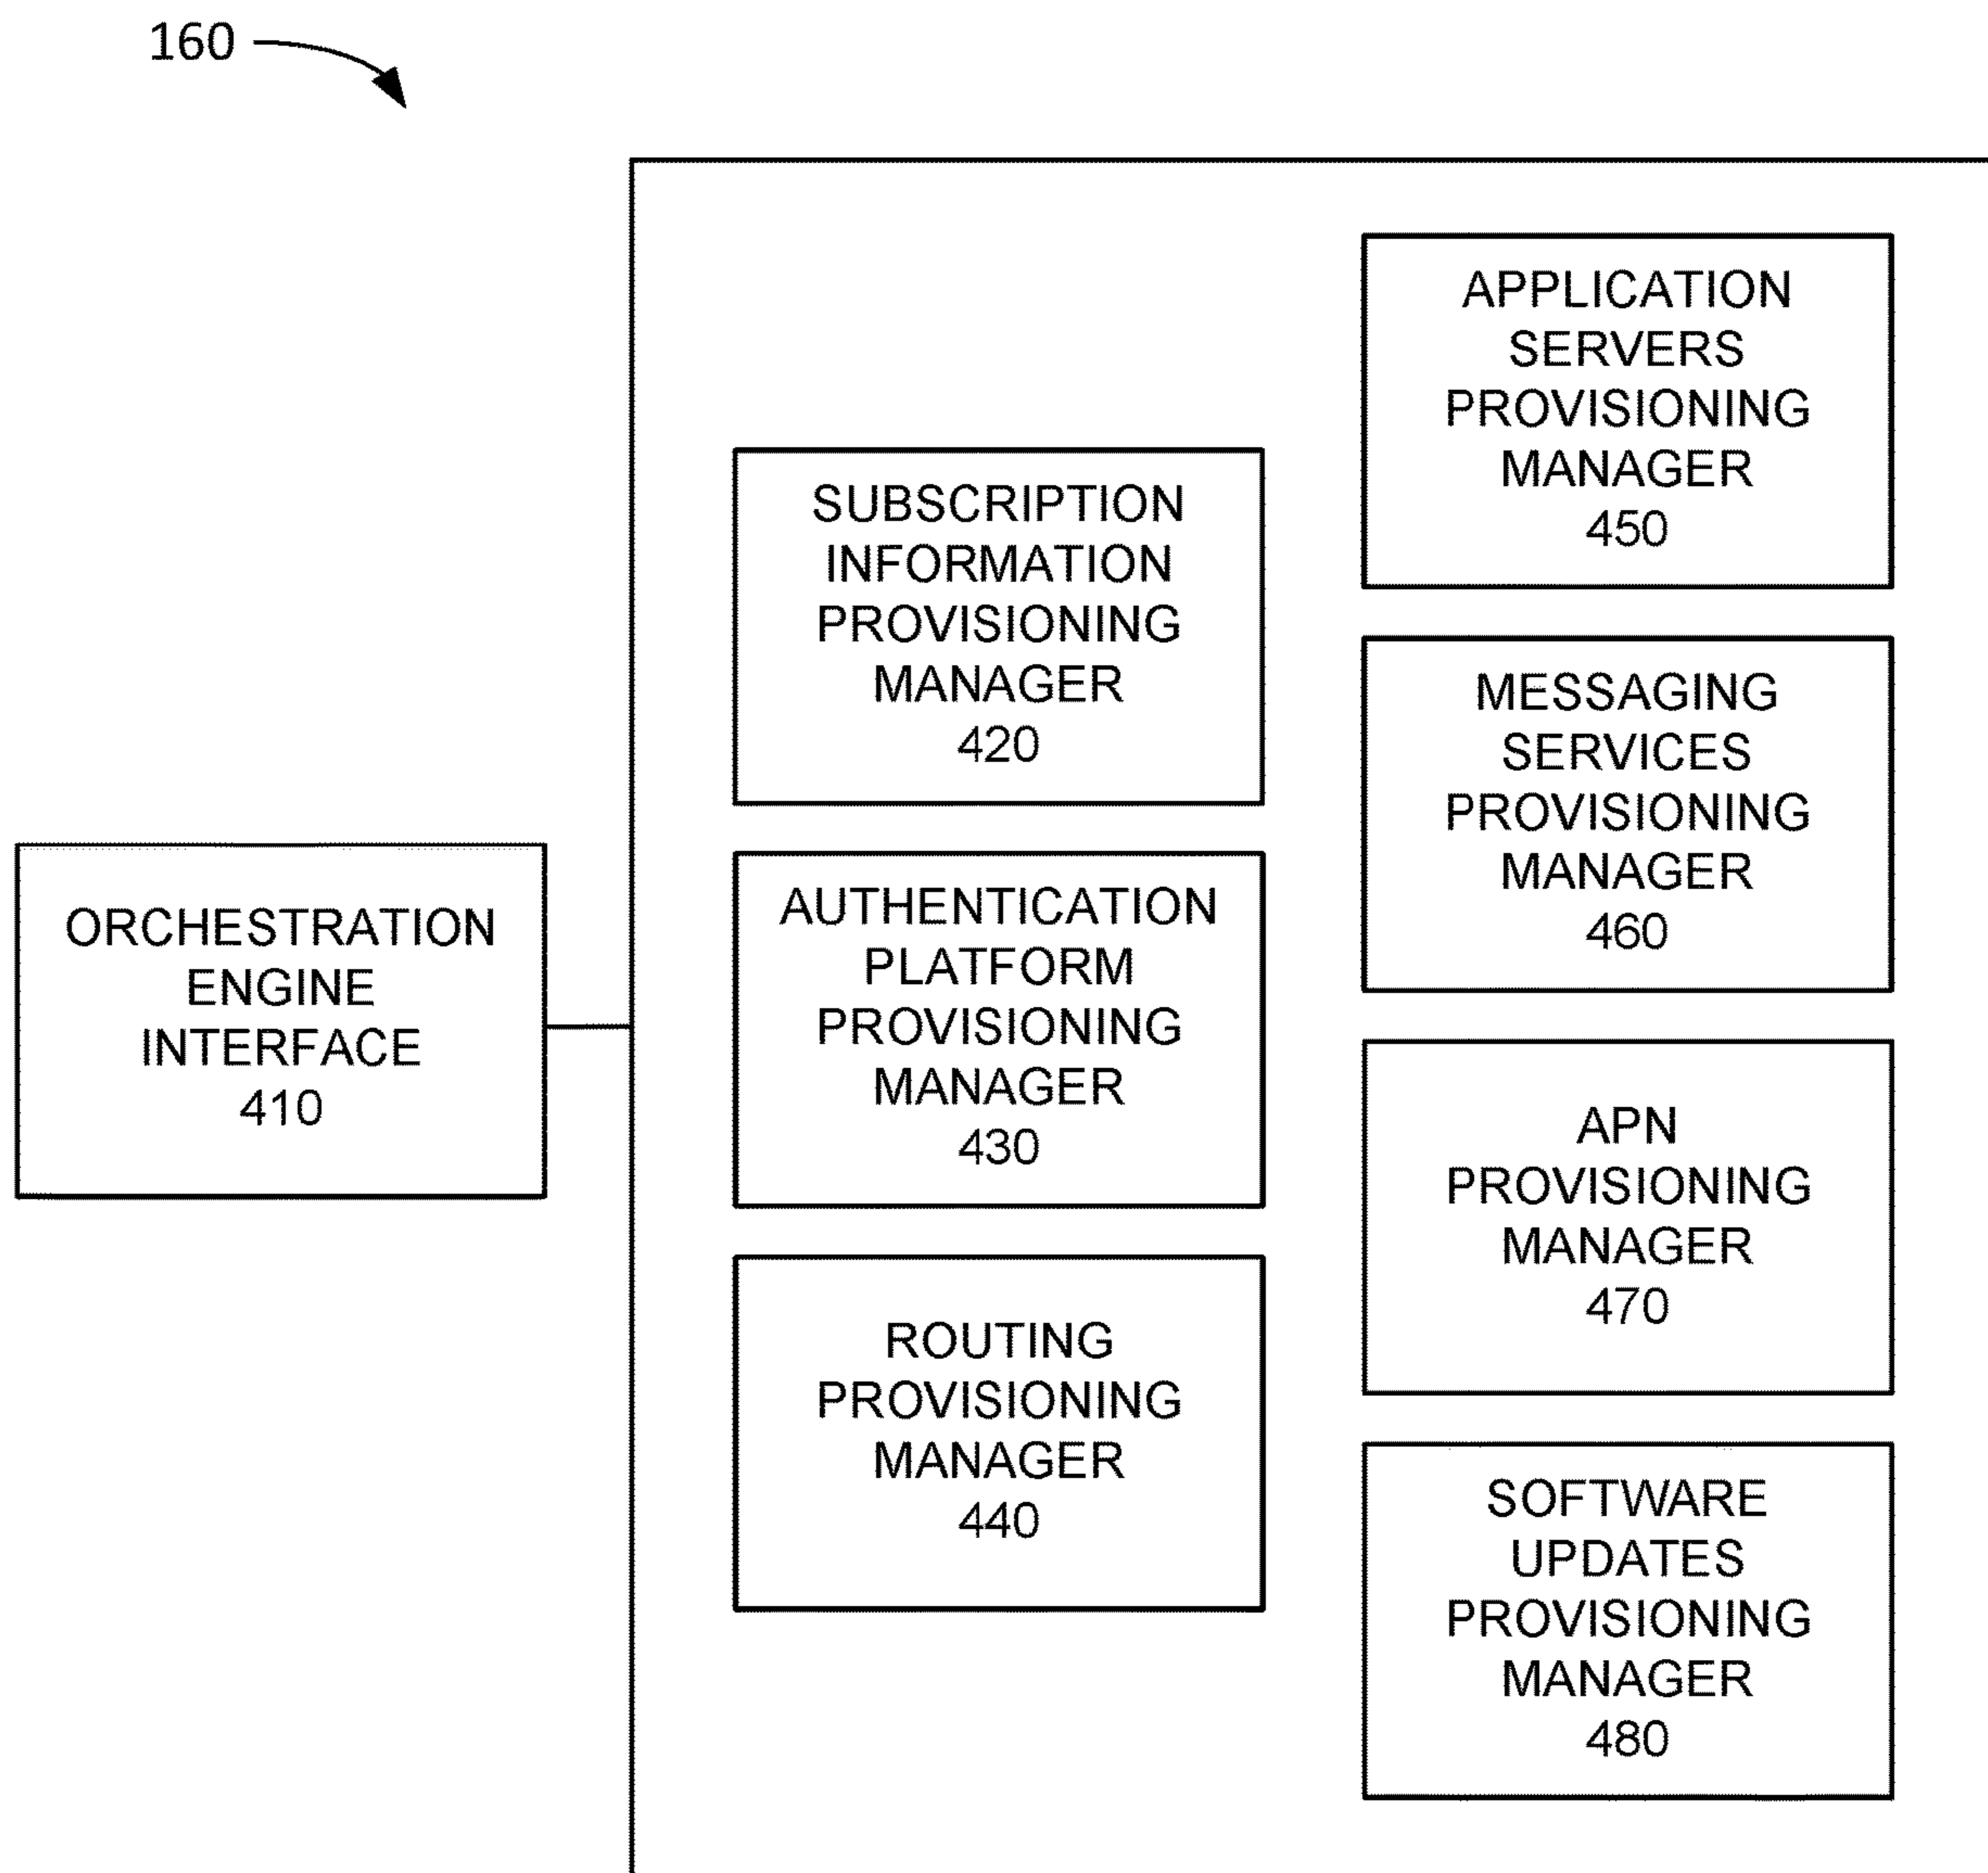 160
ORCHESTRATION
ENGINE
INTERFACE
410
SUBSCRIPTION
INFORMATION
PROVISIONING
MANAGER
420
AUTHENTICATION
PLATFORM
PROVISIONING
MANAGER
430
ROUTING
PROVISIONING
MANAGER
440
APPLICATION
SERVERS
PROVISIONING
MANAGER
450
MESSAGING
SERVICES
PROVISIONING
MANAGER
460
APN
PROVISIONING
MANAGER
470
SOFTWARE
UPDATES
PROVISIONING
MANAGER
480